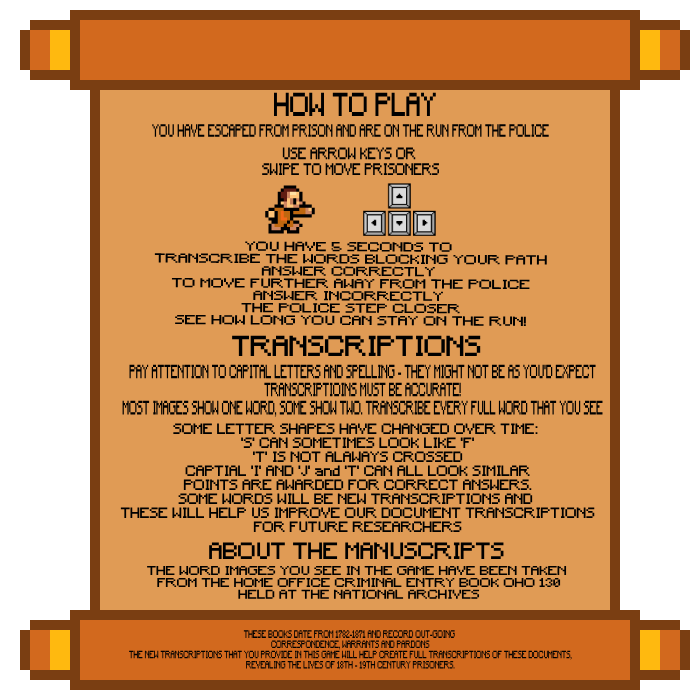 HOW TO PLAY
YOU HAVE ESCAPED FROM PRISON AND ARE ON THE RUN FROM THE POLICE
USE ARROW KEYS OR
SWIPE TO MOVE PRISONERS
YOU HAVE 5 SECONDS TO
TRANSCRIBE THE WORDS BLOCKING YOUR PATH
ANSWER CORRECTLY
TO MOVE FURTHER AWAY FROM THE POLICE
ANSWER INCORRECTLY
THE POLICE STEP CLOSER
SEE HOW LONG YOU CAN STAY ON THE RUN!
TRANSCRIPTIONS
PAY ATTENTION TO CAPITAL LETTERS AND SPELLING - THEY MIGHT NOT BE AS YOU'D EXPECT
TRANSCRIPTIOINS MUST BE ACCURATE!
MOST IMAGES SHOW ONE WORD, SOME SHOW TWO. TRANSCRIBE EVERY FULL WORD THAT YOU SEE
SOME LETTER SHAPES HAVE CHANGED OVER TIME:
'S' CAN SOMETIMES LOOK LIKE 'F'
'T' IS NOT ALAWAYS CROSSED
CAPTIAL 'I' AND 'J' and 'T' CAN ALL LOOK SIMILAR
POINTS ARE AWARDED FOR CORRECT ANSWERS.
SOME WORDS WILL BE NEW TRANSCRIPTIONS AND
THESE WILL HELP US IMPROVE OUR DOCUMENT TRANSCRIPTIONS
FOR FUTURE RESEARCHERS
ABOUT THE MANUSCRIPTS
THE WORD IMAGES YOU SEE IN THE GAME HAVE BEEN TAKEN
FROM THE HOME OFFICE CRIMINAL ENTRY BOOK OHO 130
HELD AT THE NATIONAL ARCHIVES
THESE BOOKS DATE FROM 1782-1871 AND RECORD OUT-GOING
CORRESPONDENCE, WARRANTS AND PARDONS
THE NEW TRANSCRIPTIONS THAT YOU PROVIDE IN THIS GAME WILL HELP CREATE FULL TRANSCRIPTIONS OF THESE DOCUMENTS,
REVEALING THE LIVES OF 18TH - 19TH CENTURY PRISONERS.